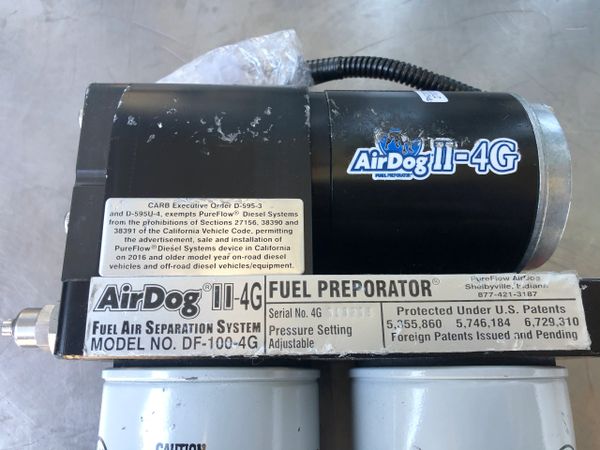 AirDog II-4G
FUEL PREPORATOR®
CARB Executive Order D-595-3
and D-595U-4, exempts PureFlow® Diesel Systems
from the prohibitions of Sections 27156, 38390 and
38391 of the California Vehicle Code, permitting
the advertisement, sale and installation of
PureFlow® Diesel Systems device in California
on 2016 and older model year on-road diesel
vehicles and off-road diesel vehicles/equipment.
AirDog® II-4G
FUEL AIR SEPARATION SYSTEM
MODEL NO. DF-100-4G
FUEL PREPORATOR®
Serial No. 4G
Pressure Setting
Adjustable
PureFlow AirDog
Shelbyville, Indiana
877-421-3187
Protected Under U.S. Patents
5,355,860 5,746,184 6,729,310
Foreign Patents Issued and Pending
CAUTION